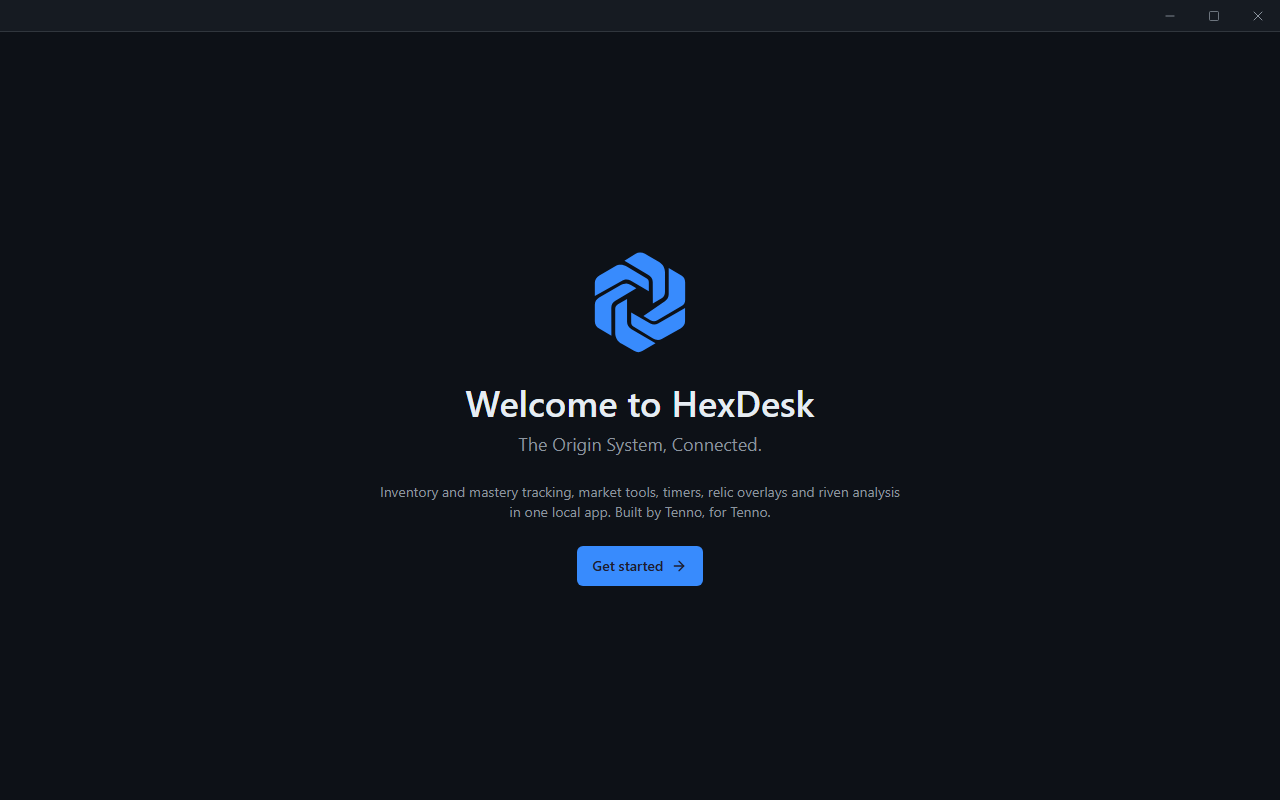 Welcome to HexDesk
The Origin System, Connected.
Inventory and mastery tracking, market tools, timers, relic overlays and riven analysis
in one local app. Built by Tenno, for Tenno.
Get started